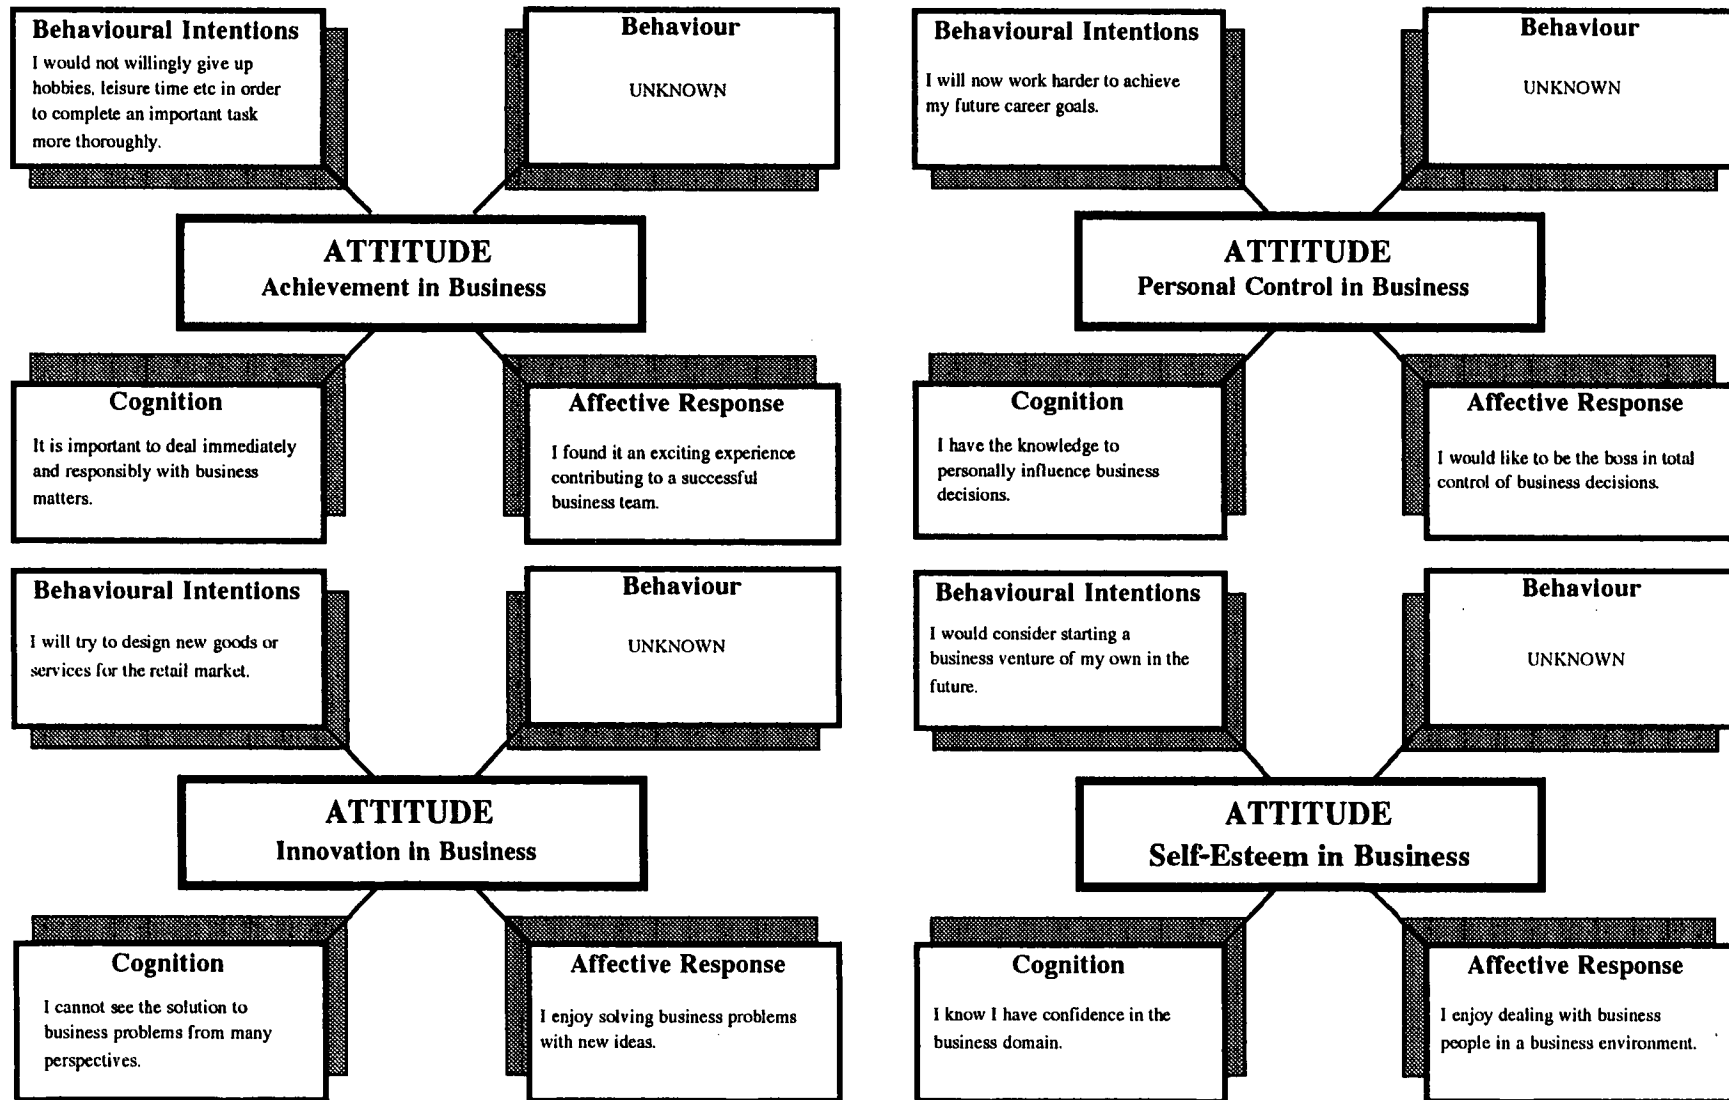 Behavioural Intentions
I would not willingly give up
hobbies, leisure time etc in order
to complete an important task
more thoroughly.
Behaviour
UNKNOWN
ATTITUDE
Achievement in Business
Cognition
It is important to deal immediately
and responsibly with business
matters.
Affective Response
I found it an exciting experience
contributing to a successful
business team.
Behavioural Intentions
I will now work harder to achieve
my future career goals.
Behaviour
UNKNOWN
ATTITUDE
Personal Control in Business
Cognition
I have the knowledge to
personally influence business
decisions.
Affective Response
I would like to be the boss in total
control of business decisions.
Behavioural Intentions
I will try to design new goods or
services for the retail market.
Behaviour
UNKNOWN
ATTITUDE
Innovation in Business
Cognition
I cannot see the solution to
business problems from many
perspectives.
Affective Response
I enjoy solving business problems
with new ideas.
Behavioural Intentions
I would consider starting a
business venture of my own in the
future.
Behaviour
UNKNOWN
ATTITUDE
Self-Esteem in Business
Cognition
I know I have confidence in the
business domain.
Affective Response
I enjoy dealing with business
people in a business environment.